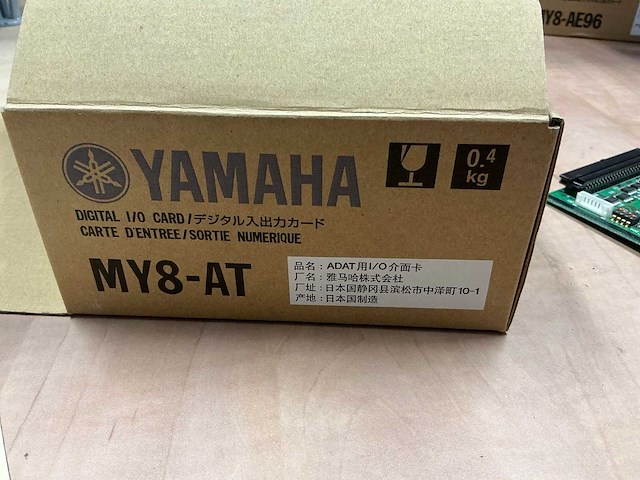 MY8-AE96
YAMAHA
0.4
kg
DIGITAL I/O CARD/デジタル入出力カード
CARTE D'ENTREE/SORTIE NUMERIQUE
MY8-AT
品名：ADAT用I/O介面卡
厂名：雅马哈株式会社
厂址：日本国静冈县滨松市中泽町10-1
产地：日本国制造